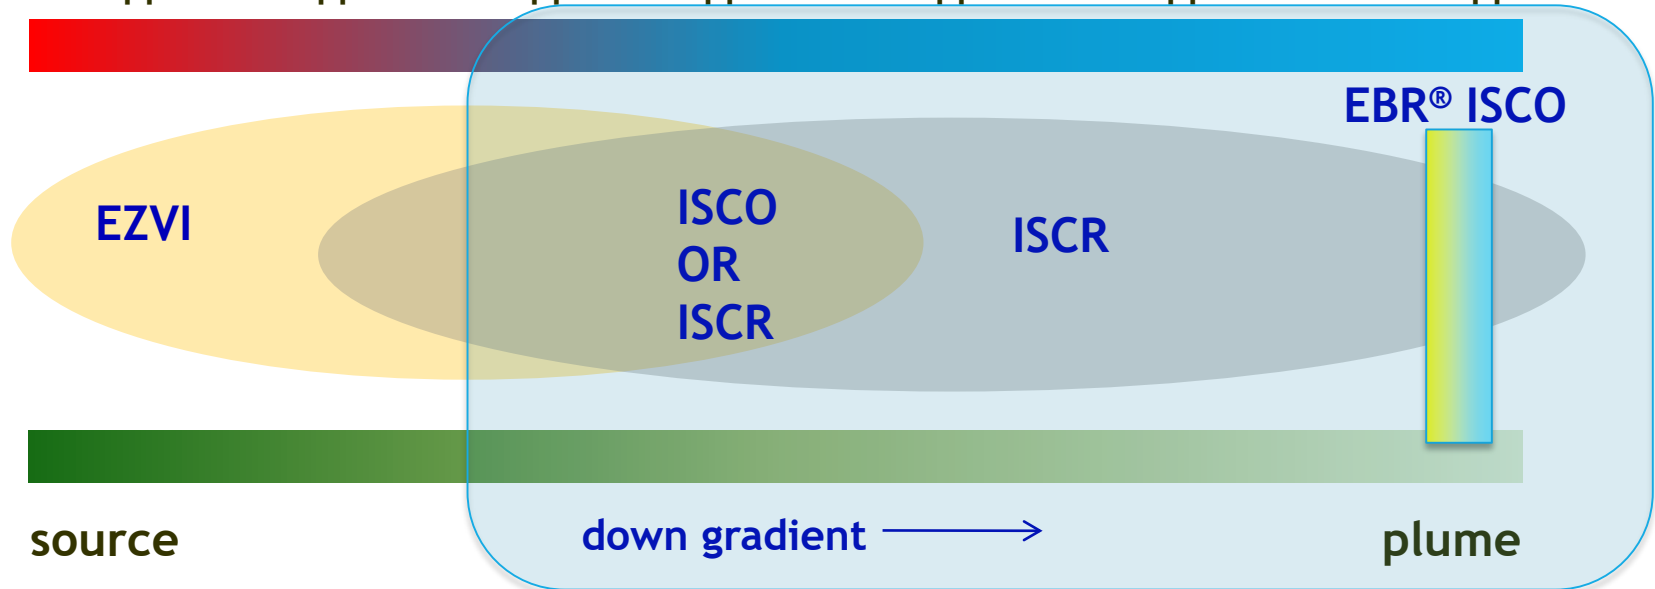 EBR® ISCO
EZVI
ISCO
OR
ISCR
ISCR
source
down gradient
plume